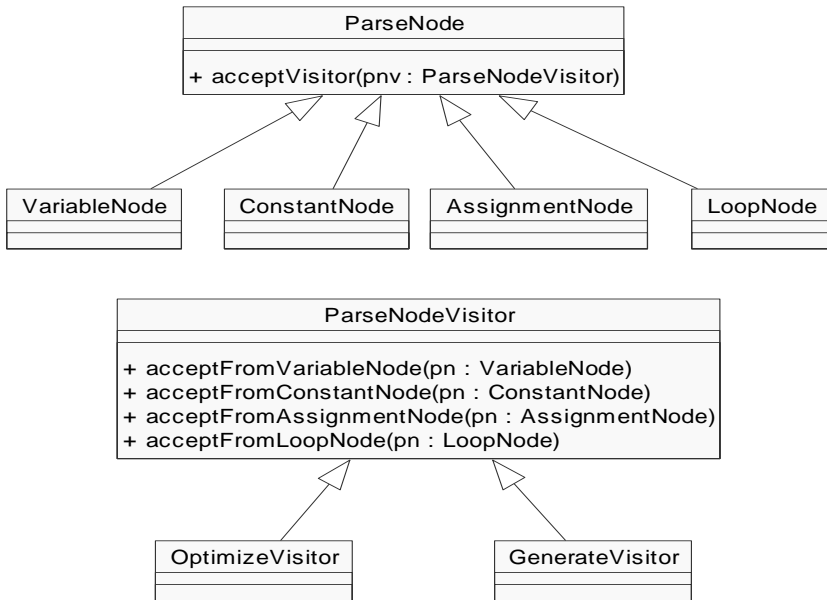 ParseNode
+ acceptVisitor(pnv : ParseNodeVisitor)
VariableNode
ConstantNode
AssignmentNode
LoopNode
ParseNodeVisitor
+ acceptFromVariableNode(pn : VariableNode)
+ acceptFromConstantNode(pn : ConstantNode)
+ acceptFromAssignmentNode(pn : AssignmentNode)
+ acceptFromLoopNode(pn : LoopNode)
OptimizeVisitor
GenerateVisitor